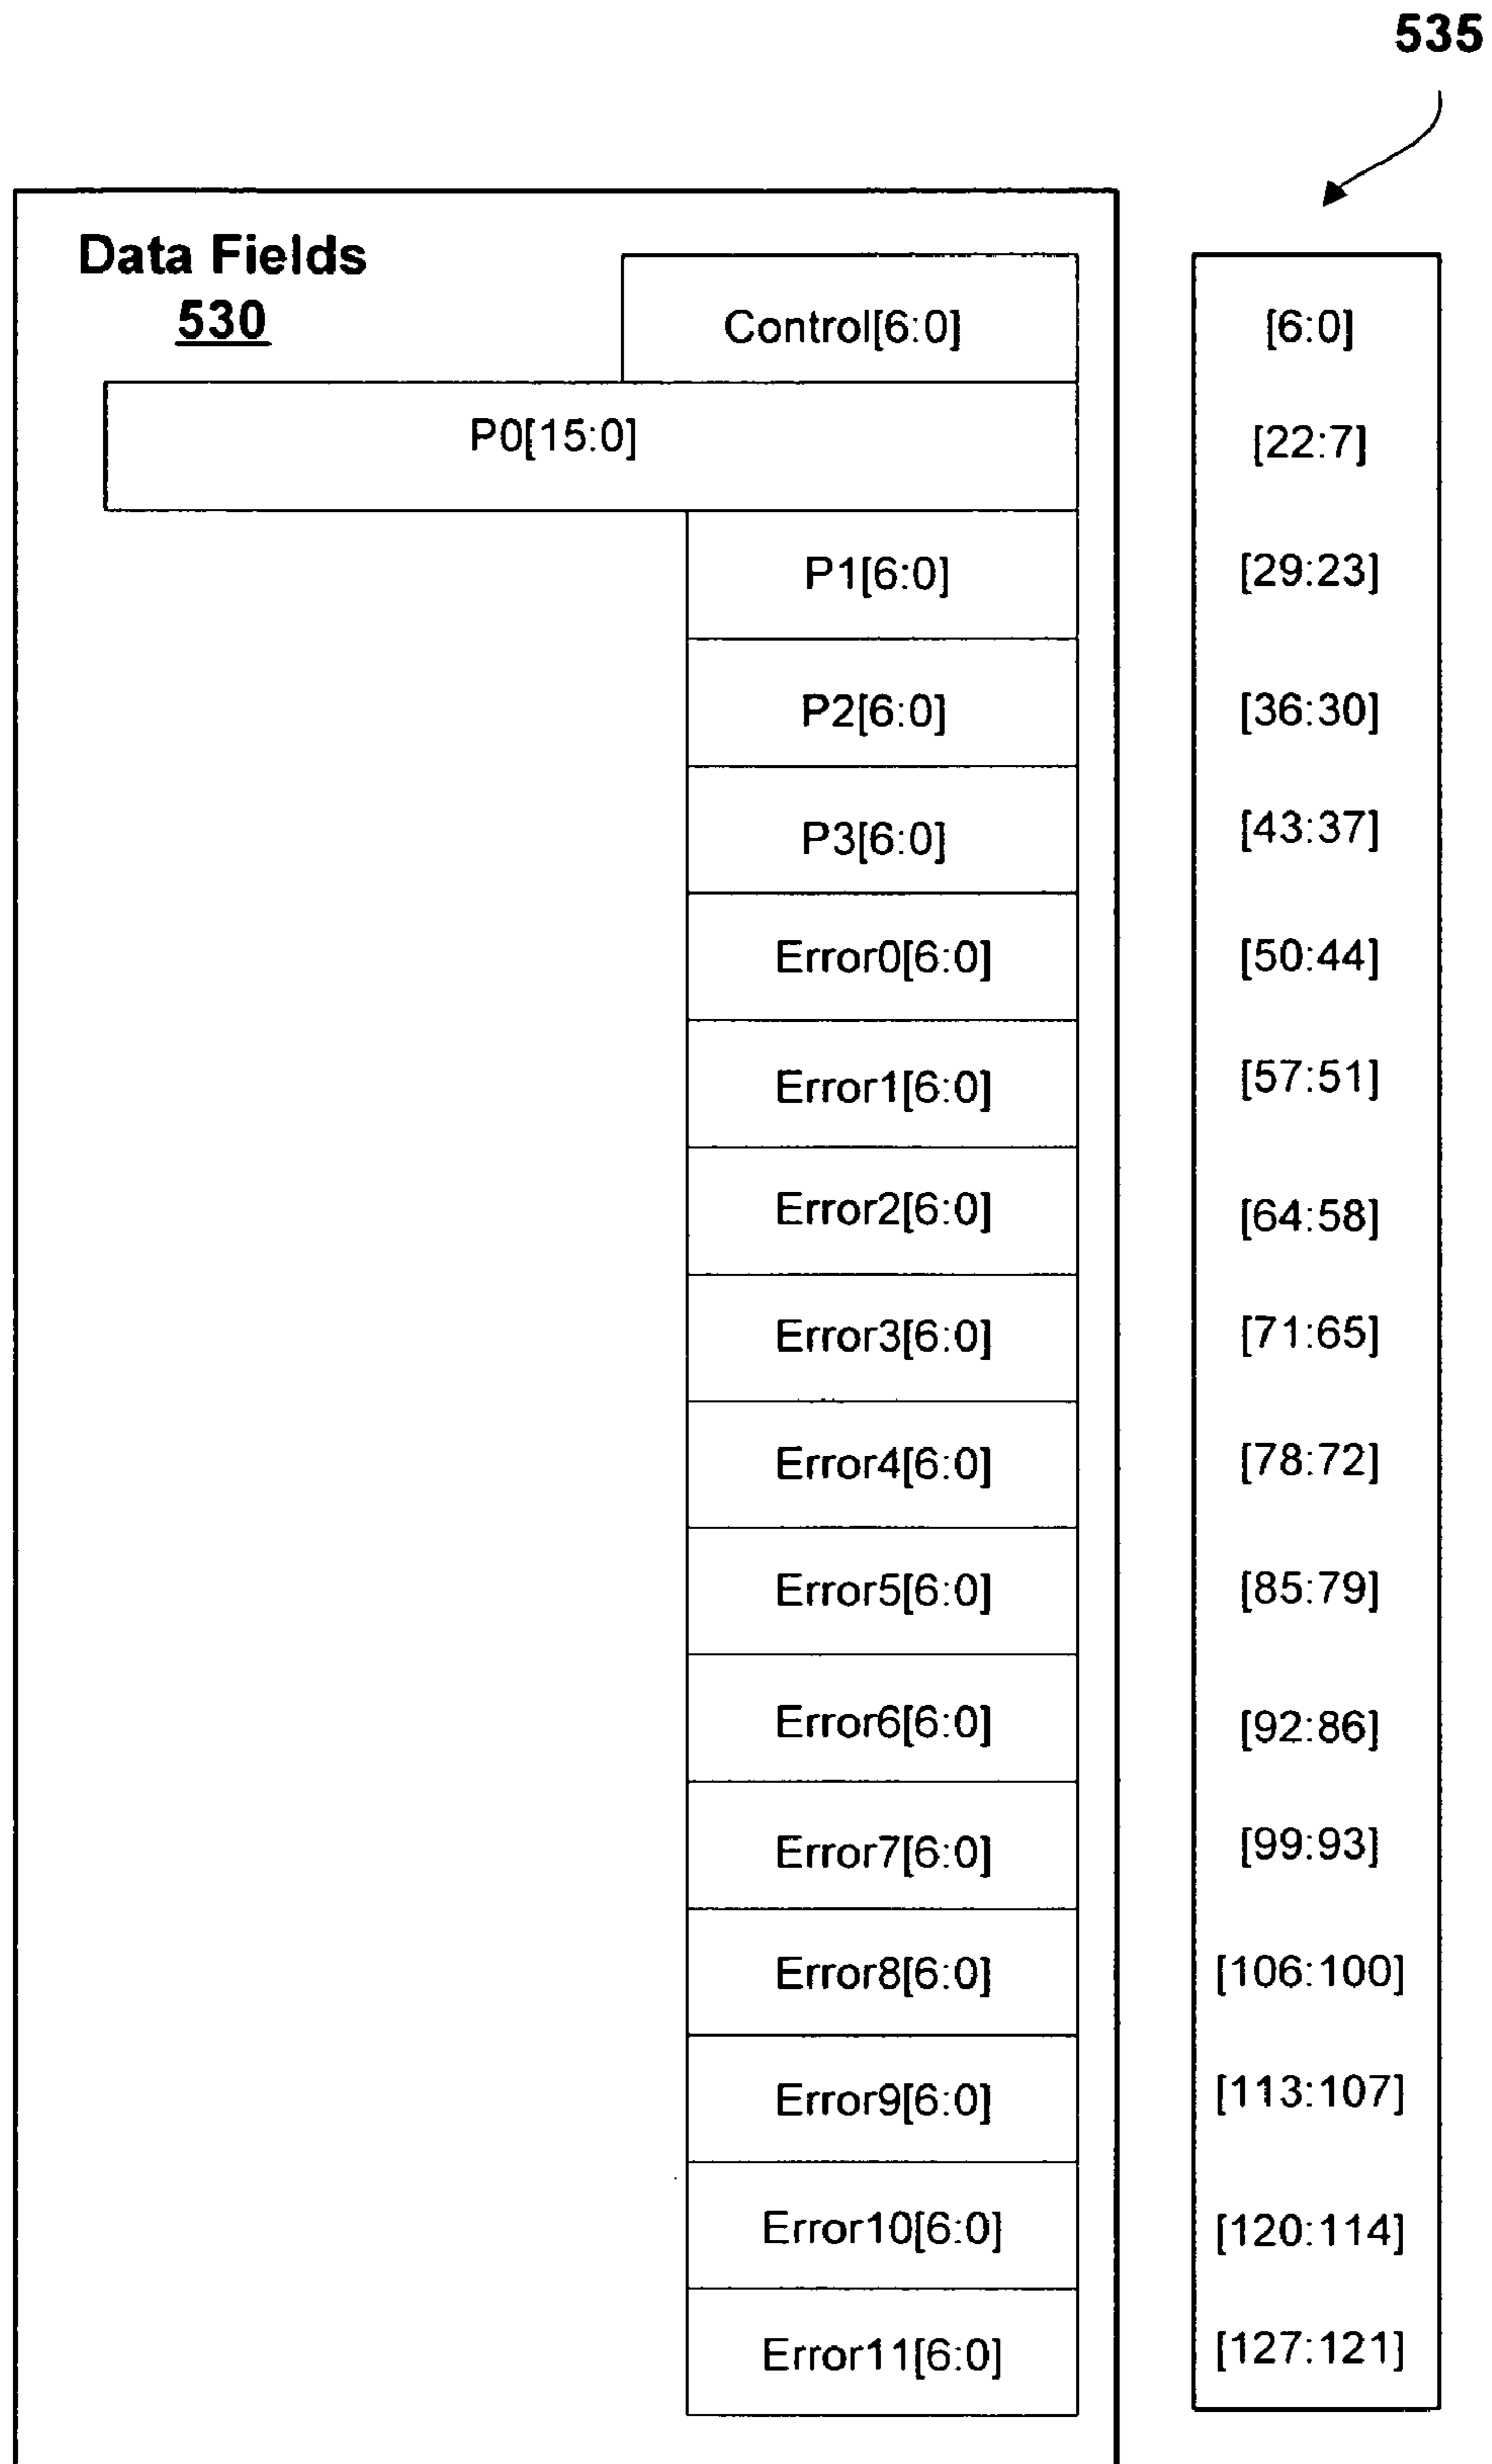 535
Data Fields
530
Control[6:0] [6:0]
P0[15:0] [22:7]
P1[6:0] [29:23]
P2[6:0] [36:30]
P3[6:0] [43:37]
Error0[6:0] [50:44]
Error1[6:0] [57:51]
Error2[6:0] [64:58]
Error3[6:0] [71:65]
Error4[6:0] [78:72]
Error5[6:0] [85:79]
Error6[6:0] [92:86]
Error7[6:0] [99:93]
Error8[6:0] [106:100]
Error9[6:0] [113:107]
Error10[6:0] [120:114]
Error11[6:0] [127:121]